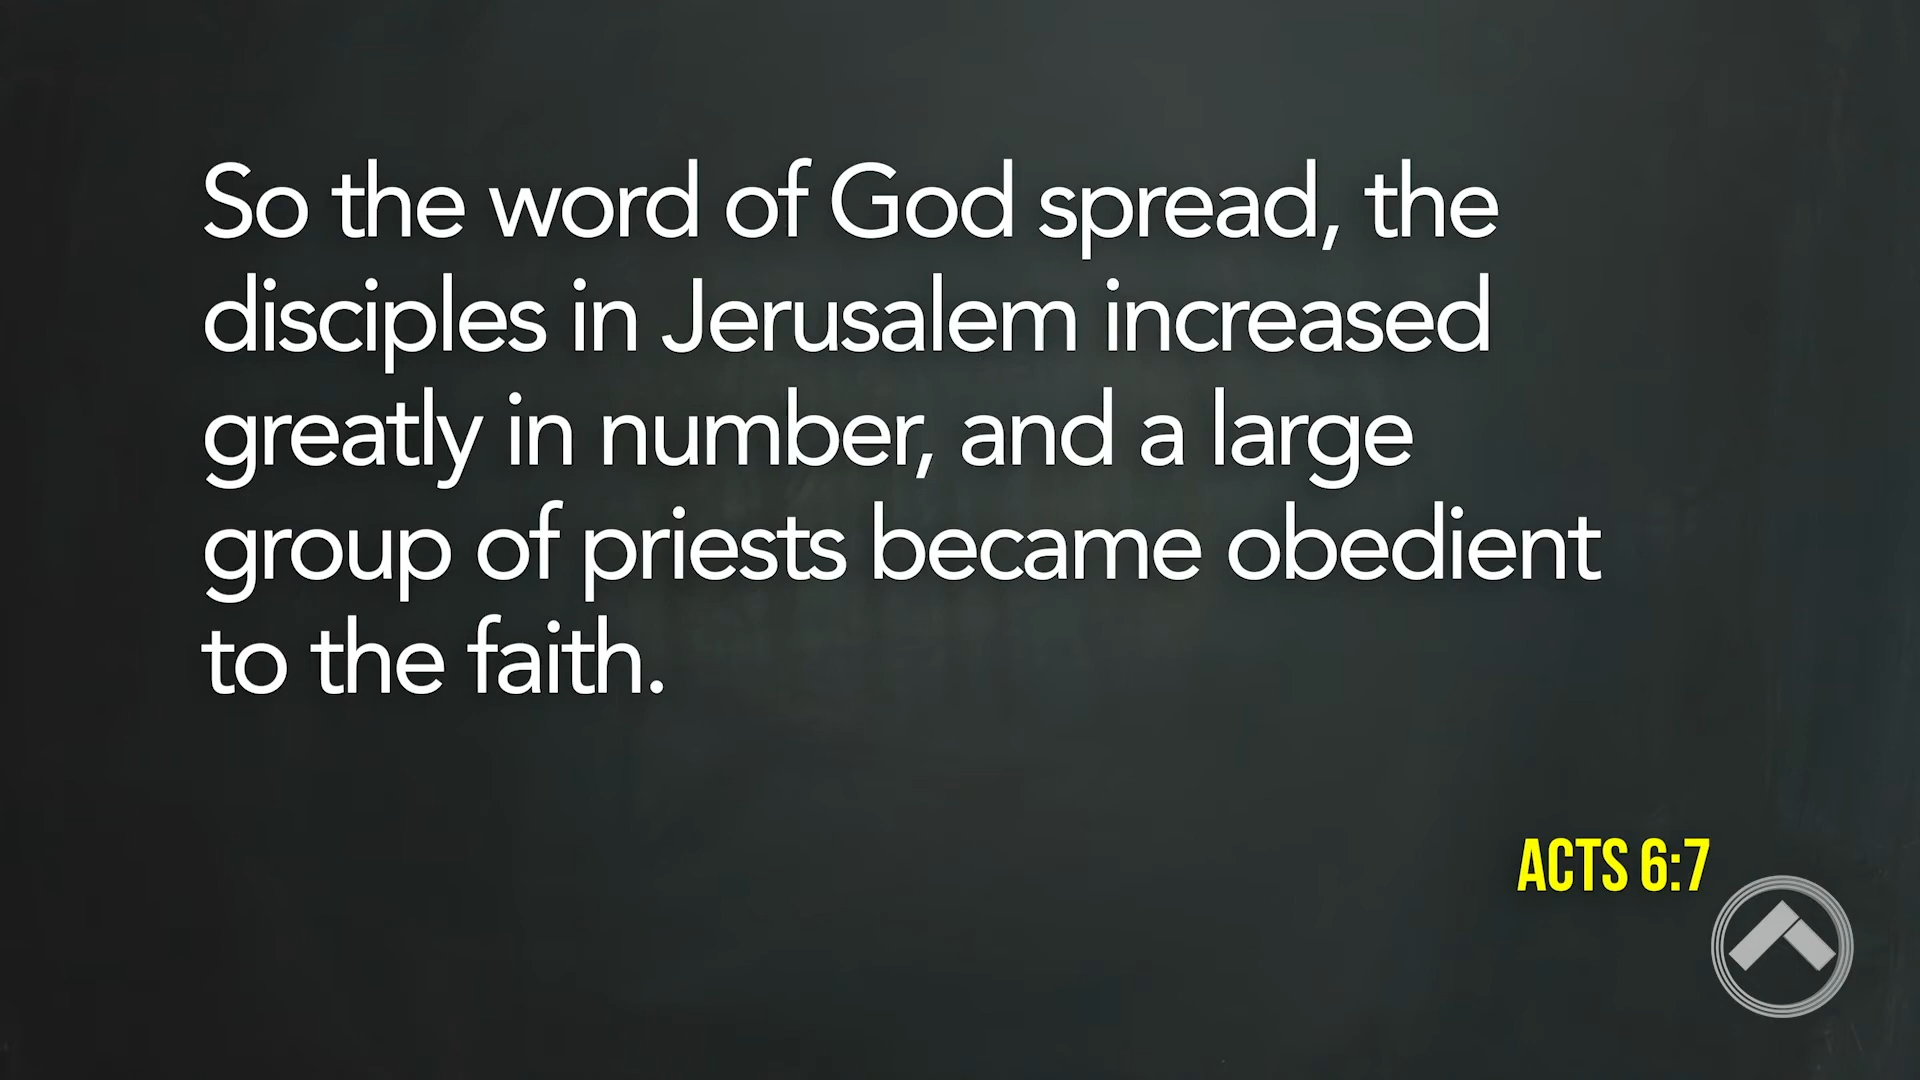 So the word of God spread, the
disciples in Jerusalem increased
greatly in number, and a large
group of priests became obedient
to the faith.
ACTS 6:7